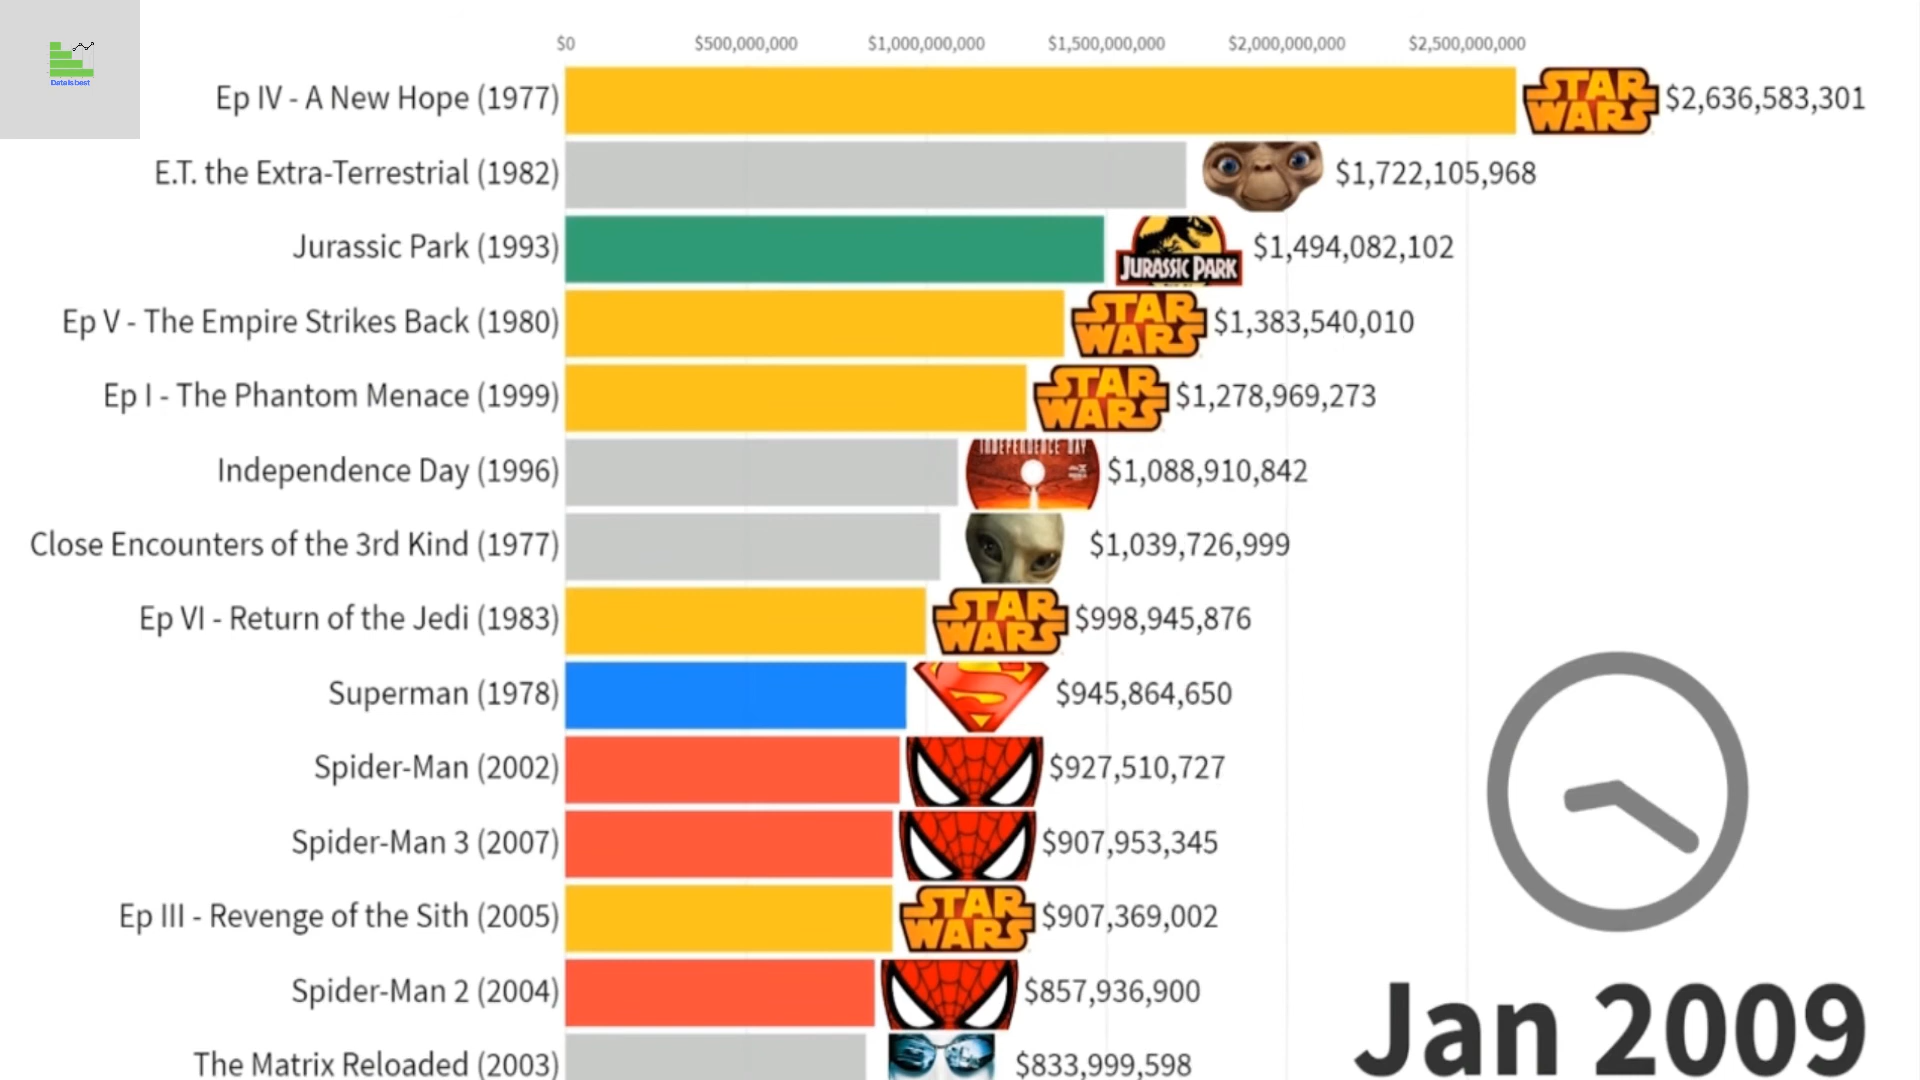 DataIsbest
$0 $500,000,000 $1,000,000,000 $1,500,000,000 $2,000,000,000 $2,500,000,000
Ep IV - A New Hope (1977) STAR WARS $2,636,583,301
E.T. the Extra-Terrestrial (1982) $1,722,105,968
Jurassic Park (1993) JURASSIC PARK $1,494,082,102
Ep V - The Empire Strikes Back (1980) STAR WARS $1,383,540,010
Ep I - The Phantom Menace (1999) STAR WARS $1,278,969,273
Independence Day (1996) INDEPENDENCE DAY $1,088,910,842
Close Encounters of the 3rd Kind (1977) $1,039,726,999
Ep VI - Return of the Jedi (1983) STAR WARS $998,945,876
Superman (1978) $945,864,650
Spider-Man (2002) $927,510,727
Spider-Man 3 (2007) $907,953,345
Ep III - Revenge of the Sith (2005) STAR WARS $907,369,002
Spider-Man 2 (2004) $857,936,900
The Matrix Reloaded (2003) $833,999,598
Jan 2009